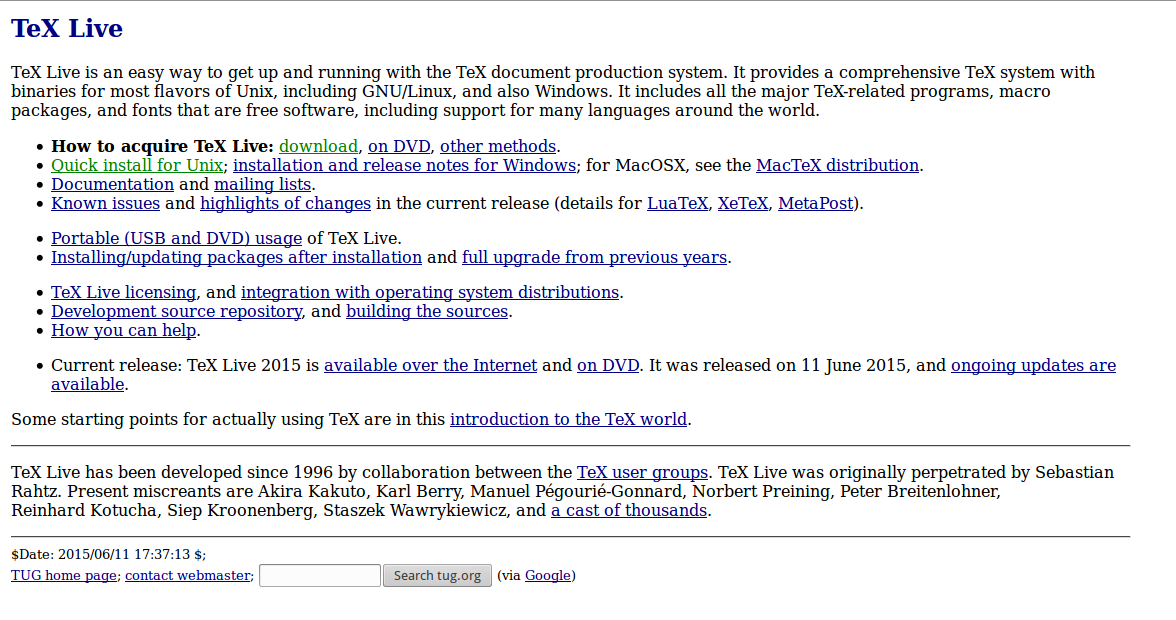 TeX Live
TeX Live is an easy way to get up and running with the TeX document production system. It provides a comprehensive TeX system with
binaries for most flavors of Unix, including GNU/Linux, and also Windows. It includes all the major TeX-related programs, macro
packages, and fonts that are free software, including support for many languages around the world.
• How to acquire TeX Live: download, on DVD, other methods.
• Quick install for Unix; installation and release notes for Windows; for MacOSX, see the MacTeX distribution.
• Documentation and mailing lists.
• Known issues and highlights of changes in the current release (details for LuaTeX, XeTeX, MetaPost).
• Portable (USB and DVD) usage of TeX Live.
• Installing/updating packages after installation and full upgrade from previous years.
• TeX Live licensing, and integration with operating system distributions.
• Development source repository, and building the sources.
• How you can help.
• Current release: TeX Live 2015 is available over the Internet and on DVD. It was released on 11 June 2015, and ongoing updates are
available.
Some starting points for actually using TeX are in this introduction to the TeX world.
TeX Live has been developed since 1996 by collaboration between the TeX user groups. TeX Live was originally perpetrated by Sebastian
Rahtz. Present miscreants are Akira Kakuto, Karl Berry, Manuel Pégourié-Gonnard, Norbert Preining, Peter Breitenlohner,
Reinhard Kotucha, Siep Kroonenberg, Staszek Wawrykiewicz, and a cast of thousands.
$Date: 2015/06/11 17:37:13 $;
TUG home page; contact webmaster; Search tug.org (via Google)